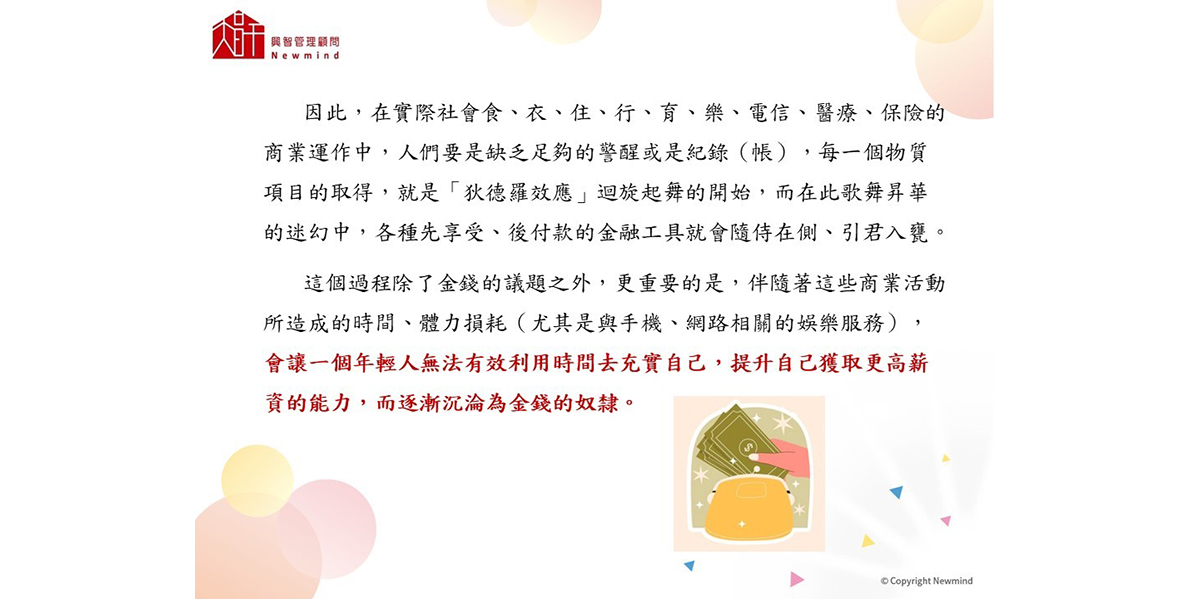 興智管理顧問
Newmind
因此，在實際社會食、衣、住、行、育、樂、電信、醫療、保險的
商業運作中，人們要是缺乏足夠的警醒或是紀錄（帳），每一個物質
項目的取得，就是「狄德羅效應」迴旋起舞的開始，而在此歌舞昇華
的迷幻中，各種先享受、後付款的金融工具就會隨侍在側、引君入甕。
這個過程除了金錢的議題之外，更重要的是，伴隨著這些商業活動
所造成的時間、體力損耗（尤其是與手機、網路相關的娛樂服務），
會讓一個年輕人無法有效利用時間去充實自己，提升自己獲取更高薪
資的能力，而逐漸沉淪為金錢的奴隸。
$
© Copyright Newmind